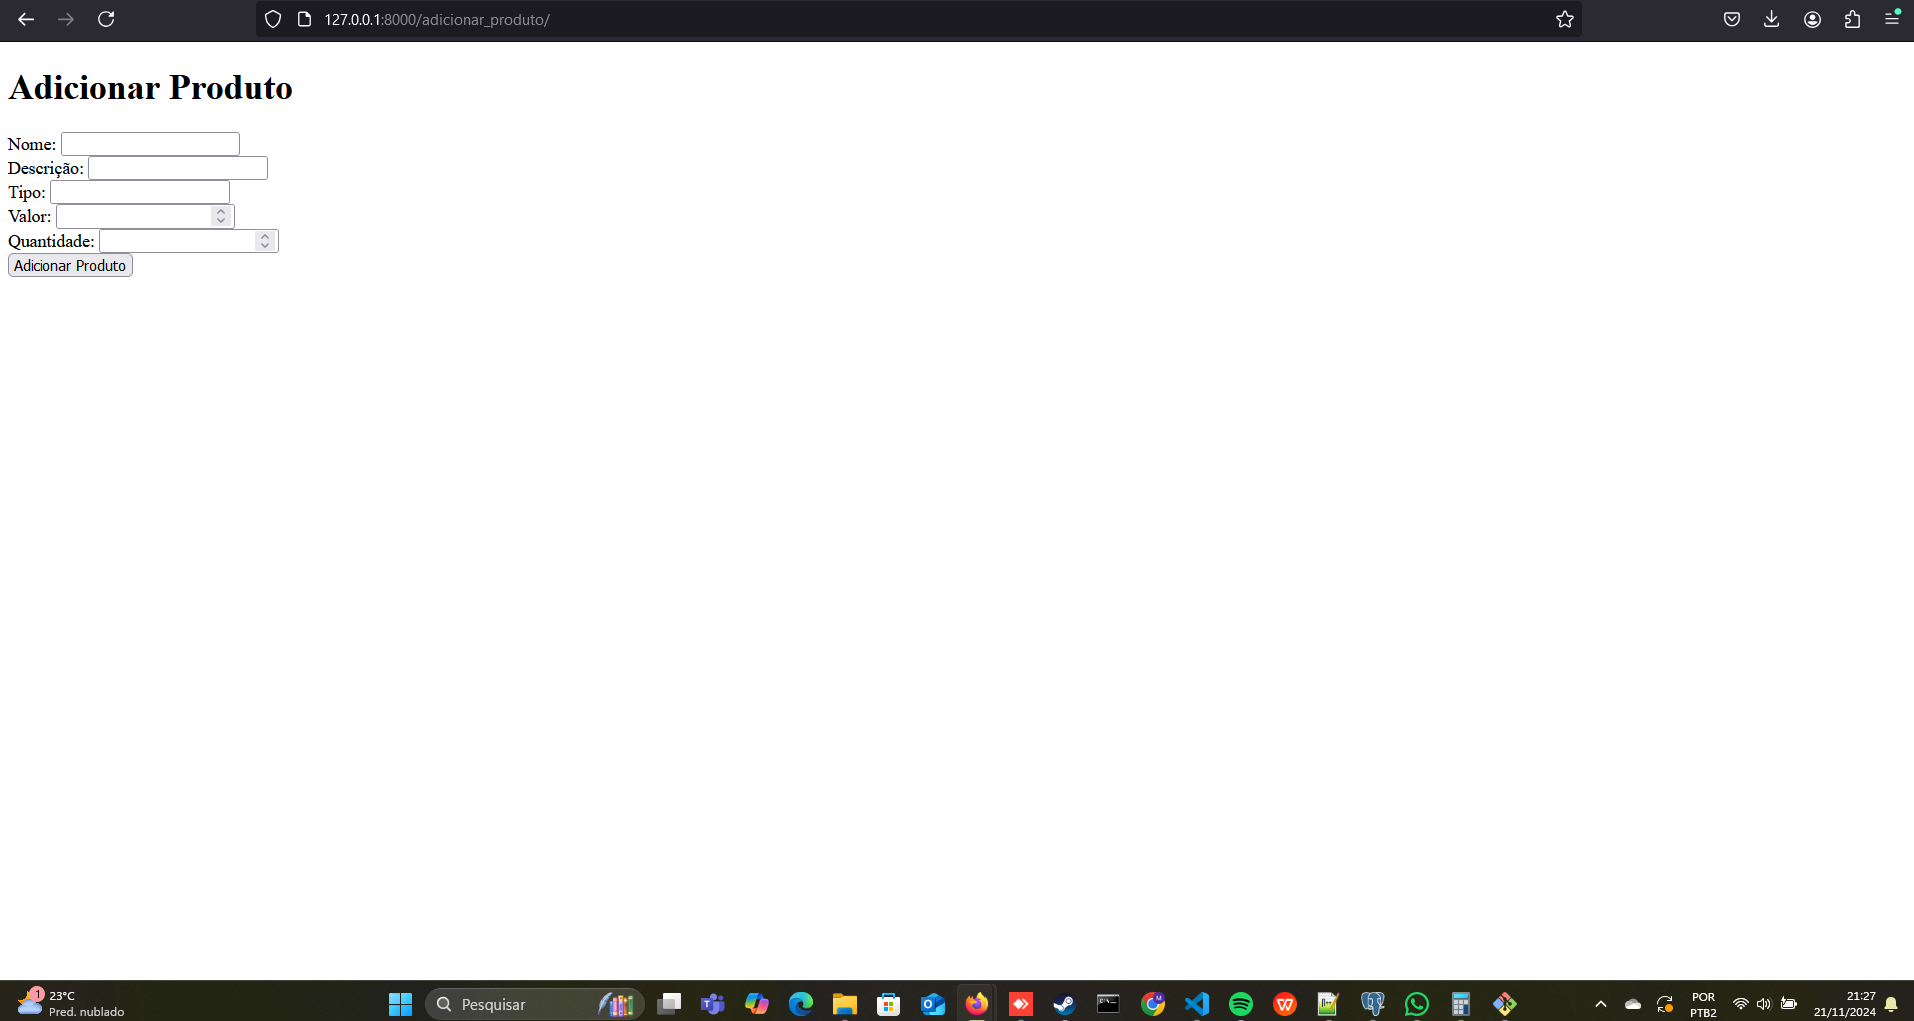 127.0.0.1:8000/adicionar_produto/
Adicionar Produto
Nome:
Descrição:
Tipo:
Valor:
Quantidade:
Adicionar Produto
1
23°C
Pred. nublado
Pesquisar
POR
PTB2
21:27
21/11/2024